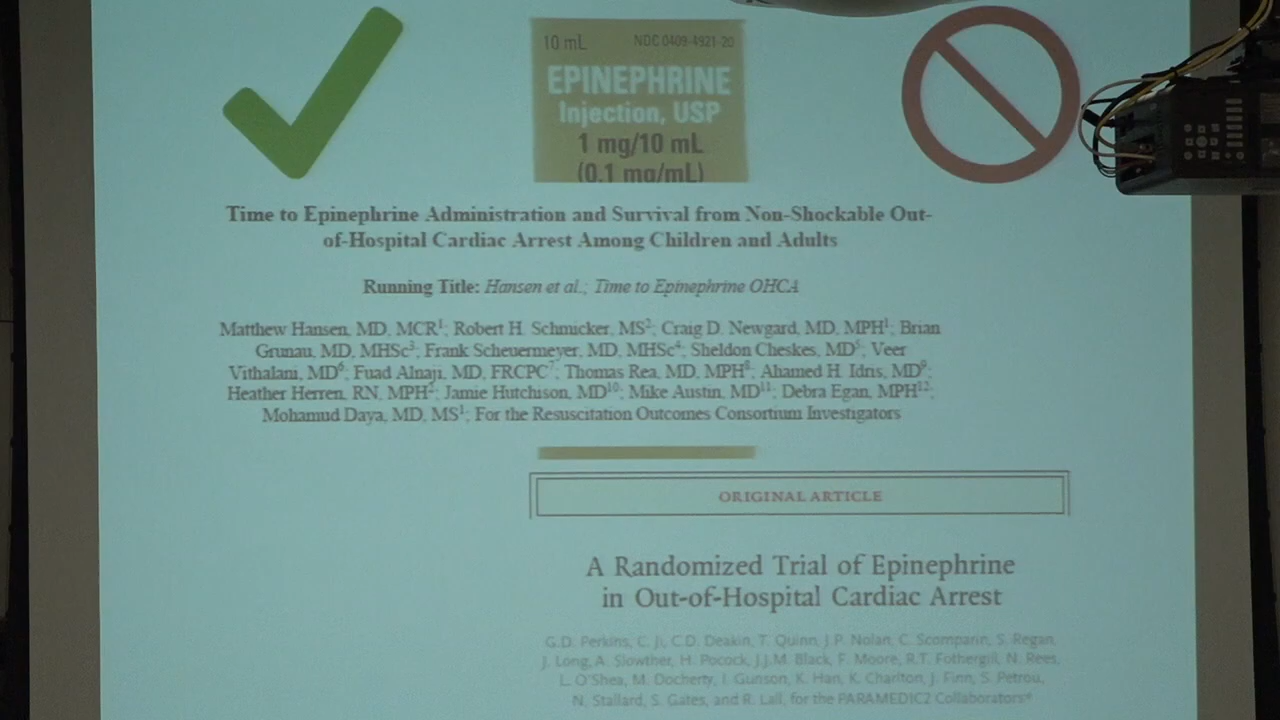 10 mL NDC 0409-4921-20
EPINEPHRINE
Injection, USP
1 mg/10 mL
(0.1 mg/mL)
Time to Epinephrine Administration and Survival from Non-Shockable Out-
of-Hospital Cardiac Arrest Among Children and Adults
Running Title: Hansen et al.; Time to Epinephrine OHCA
Matthew Hansen, MD, MCR1; Robert H. Schmicker, MS2; Craig D. Newgard, MD, MPH1; Brian
Grunau, MD, MHSc3; Frank Scheuermeyer, MD, MHSc4; Sheldon Cheskes, MD5; Veer
Vithalani, MD6; Fuad Alnaji, MD, FRCPC7; Thomas Rea, MD, MPH8; Ahamed H. Idris, MD9;
Heather Herren, RN, MPH2; Jamie Hutchison, MD10; Mike Austin, MD11; Debra Egan, MPH12;
Mohamud Daya, MD, MS1; For the Resuscitation Outcomes Consortium Investigators
ORIGINAL ARTICLE
A Randomized Trial of Epinephrine
in Out-of-Hospital Cardiac Arrest
G.D. Perkins, C. Ji, C.D. Deakin, T. Quinn, J.P. Nolan, C. Scomparin, S. Regan,
J. Long, A. Slowther, H. Pocock, J.J.M. Black, F. Moore, R.T. Fothergill, N. Rees,
L. O'Shea, M. Docherty, I. Gunson, K. Han, K. Charlton, J. Finn, S. Petrou,
N. Stallard, S. Gates, and R. Lall, for the PARAMEDIC2 Collaborators*